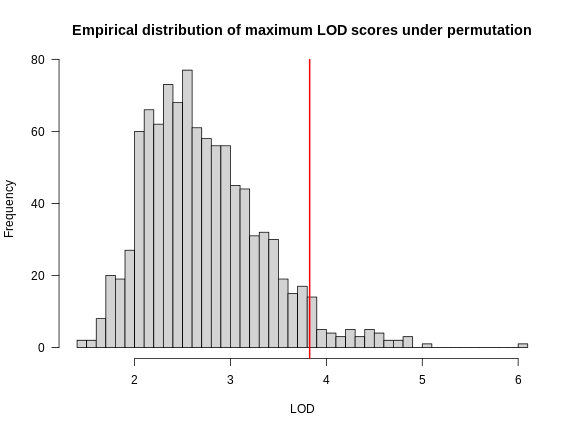 Empirical distribution of maximum LOD scores under permutation
80
60
40
20
0
Frequency
2 3 4 5 6
LOD